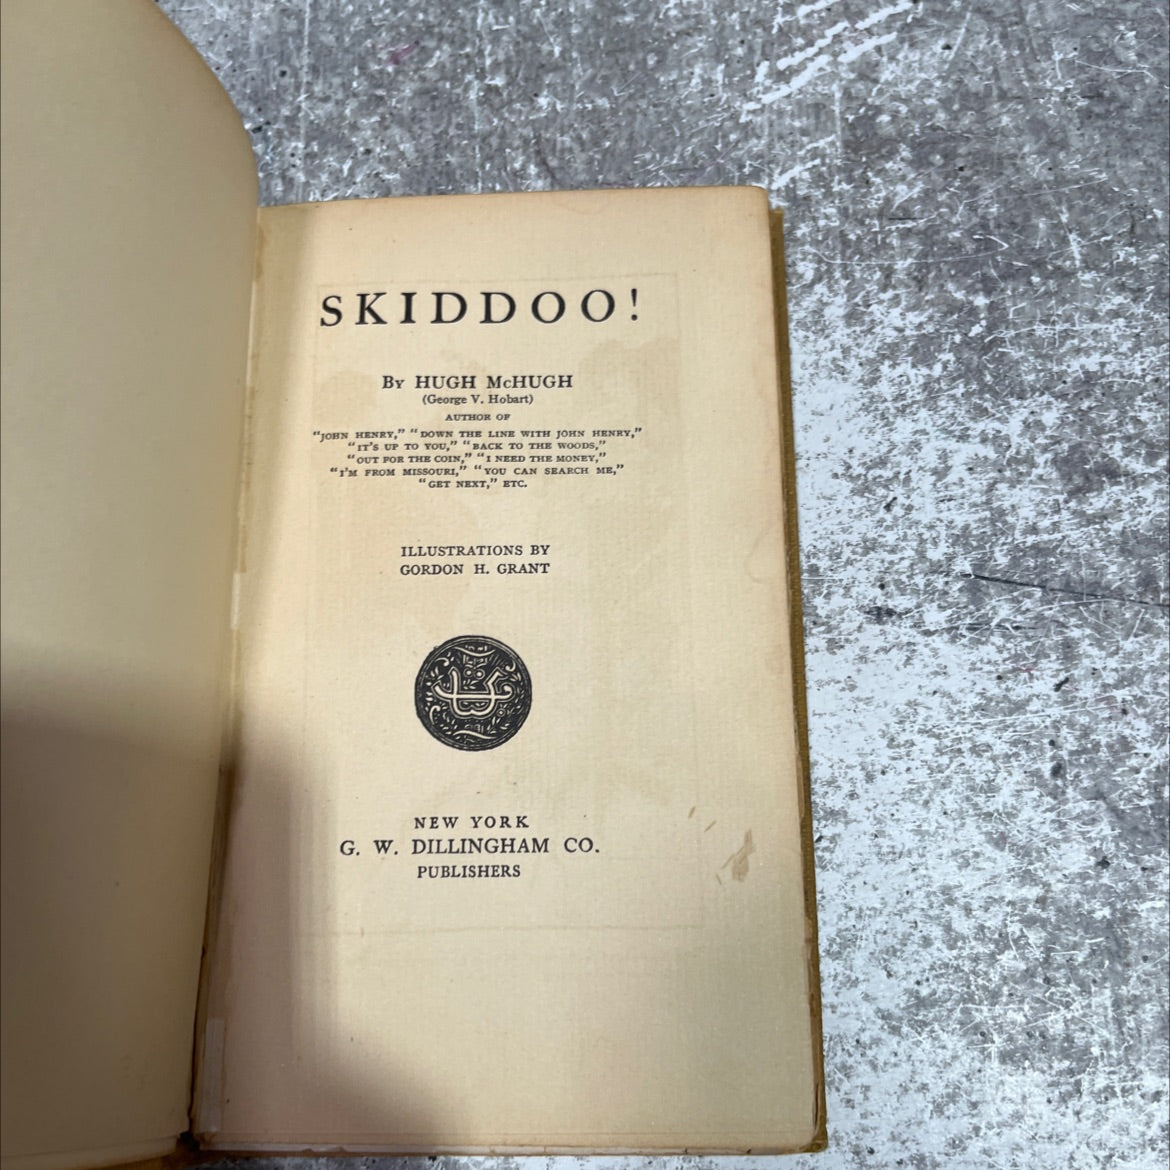 SKIDDOO!
By HUGH McHUGH
(George V. Hobart)
AUTHOR OF
"JOHN HENRY," "DOWN THE LINE WITH JOHN HENRY,"
"IT'S UP TO YOU," "BACK TO THE WOODS,"
"OUT FOR THE COIN," "I NEED THE MONEY,"
"I'M FROM MISSOURI," "YOU CAN SEARCH ME,"
"GET NEXT," ETC.
ILLUSTRATIONS BY
GORDON H. GRANT
NEW YORK
G. W. DILLINGHAM CO.
PUBLISHERS